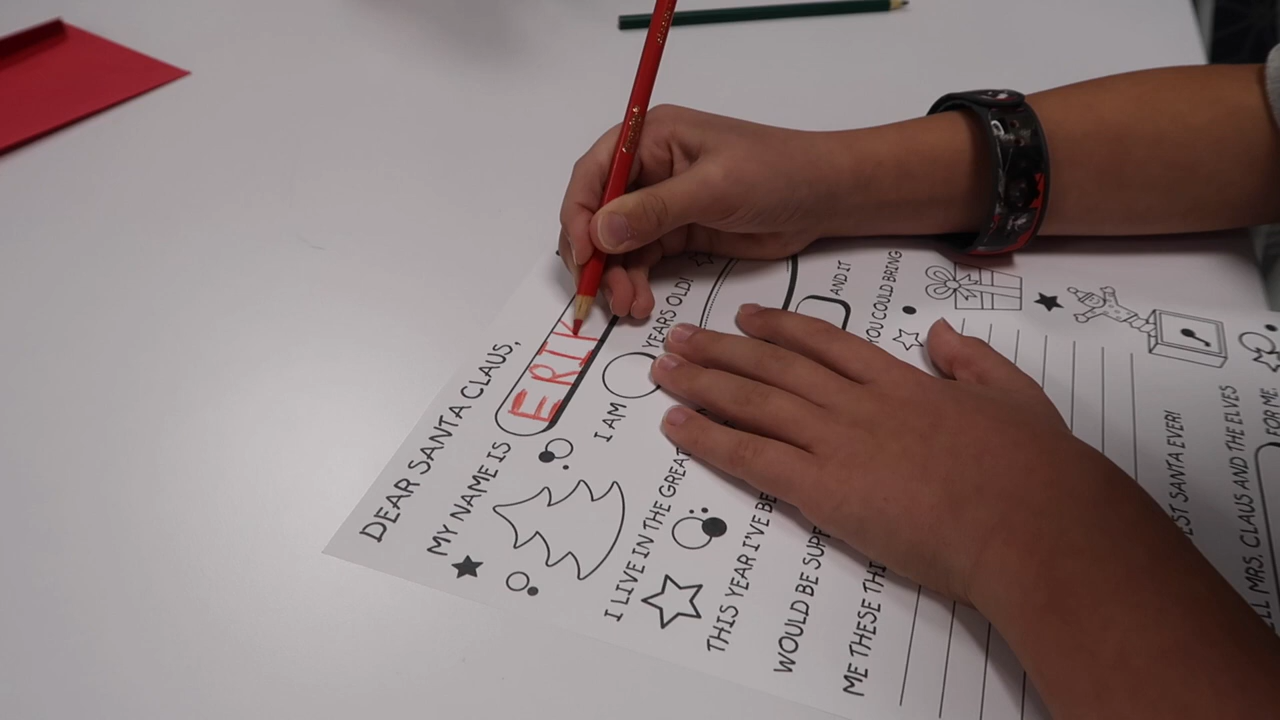 DEAR SANTA CLAUS,
MY NAME IS ERIK
I AM YEARS OLD!
I LIVE IN THE GREAT
THIS YEAR I'VE BE AND IT
WOULD BE SUPE YOU COULD BRING
ME THESE THI
EST SANTA EVER!
LL MRS. CLAUS AND THE ELVES
FOR ME.